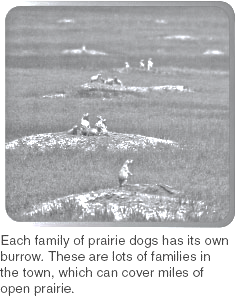 Each family of prairie dogs has its own
burrow. These are lots of families in
the town, which can cover miles of
open prairie.